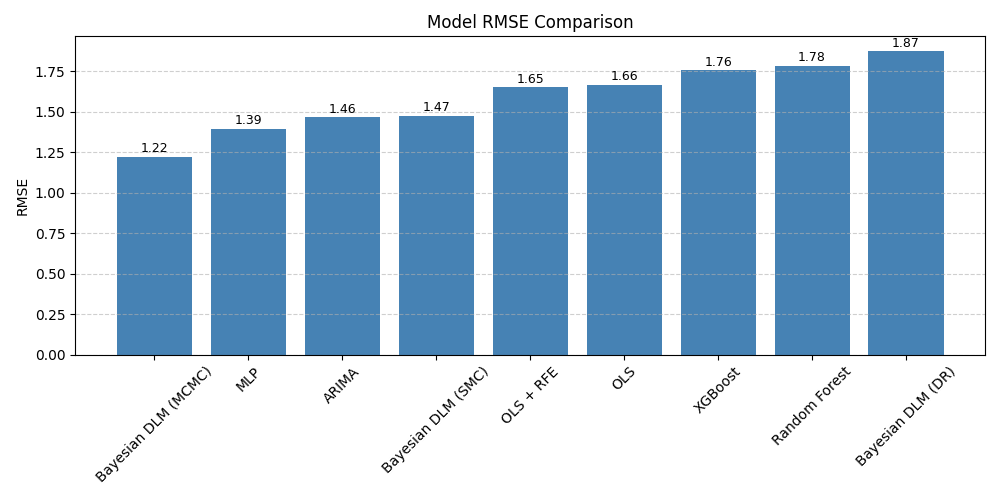 Model RMSE Comparison
RMSE
1.75
1.50
1.25
1.00
0.75
0.50
0.25
0.00
1.22
1.39
1.46
1.47
1.65
1.66
1.76
1.78
1.87
Bayesian DLM (MCMC)
MLP
ARIMA
Bayesian DLM (SMC)
OLS + RFE
OLS
XGBoost
Random Forest
Bayesian DLM (DR)